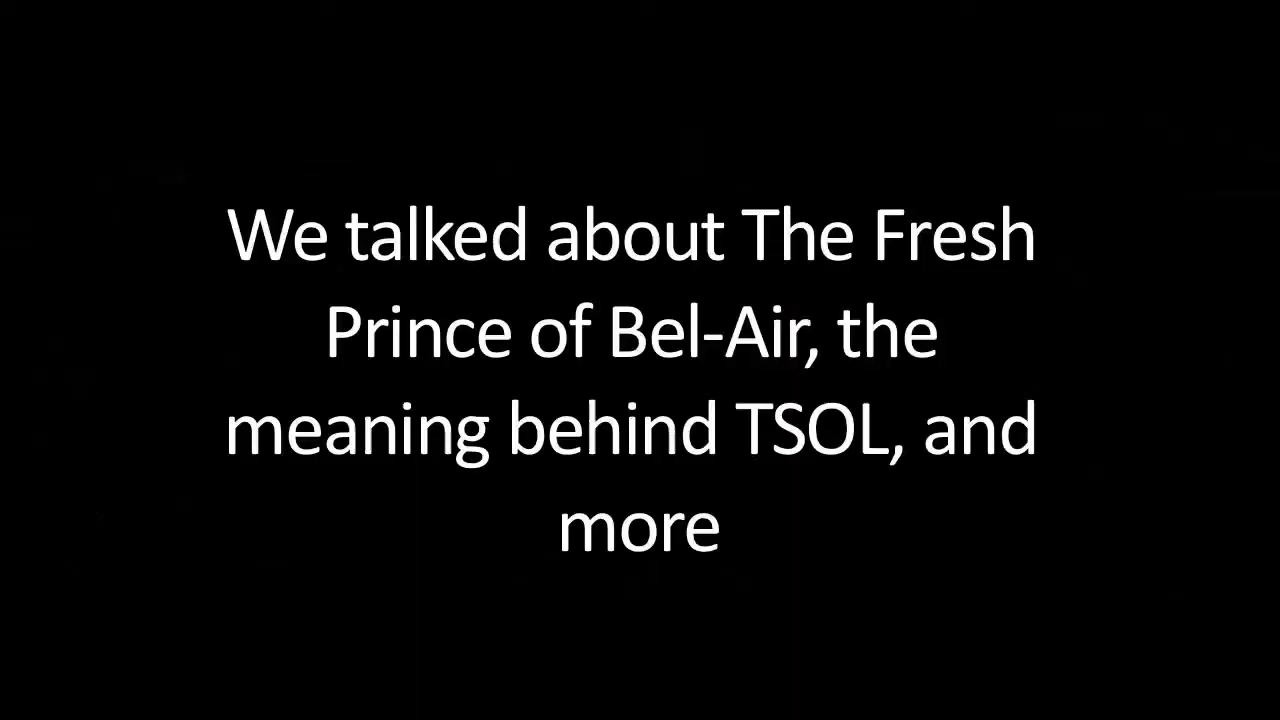 We talked about The Fresh
Prince of Bel-Air, the
meaning behind TSOL, and
more